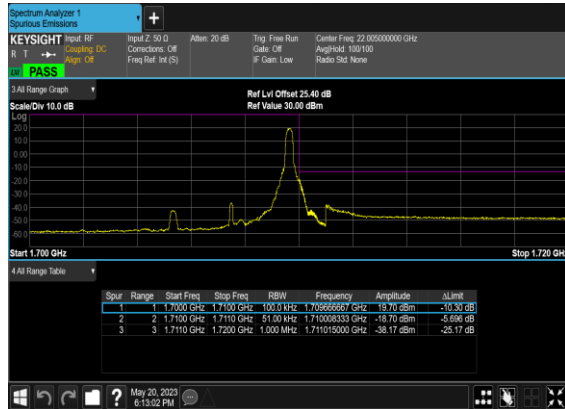 Spectrum Analyzer 1
Spurious Emissions
+
KEYSIGHT Input: RF Input Z: 50 Ω Atten: 20 dB Trig: Free Run Center Freq: 22.005000000 GHz
R T Coupling: DC Corrections: Off Gate: Off Avg|Hold: 100/100
Align: Off Freq Ref: Int (S) IF Gain: Low Radio Std: None
PASS
3 All Range Graph
Ref Lvl Offset 25.40 dB
Scale/Div 10.0 dB Ref Value 30.00 dBm
Log
20.0
10.0
0.00
-10.0
-20.0
-30.0
-40.0
-50.0
-60.0
Start 1.700 GHz Stop 1.720 GHz
4 All Range Table
Spur Range Start Freq Stop Freq RBW Frequency Amplitude ΔLimit
1 1 1.7000 GHz 1.7100 GHz 100.0 kHz 1.709666667 GHz 19.70 dBm -10.30 dB
2 2 1.7100 GHz 1.7110 GHz 51.00 kHz 1.710008333 GHz -18.70 dBm -5.696 dB
3 3 1.7110 GHz 1.7200 GHz 1.000 MHz 1.711015000 GHz -38.17 dBm -25.17 dB
? May 20, 2023
6:13:02 PM